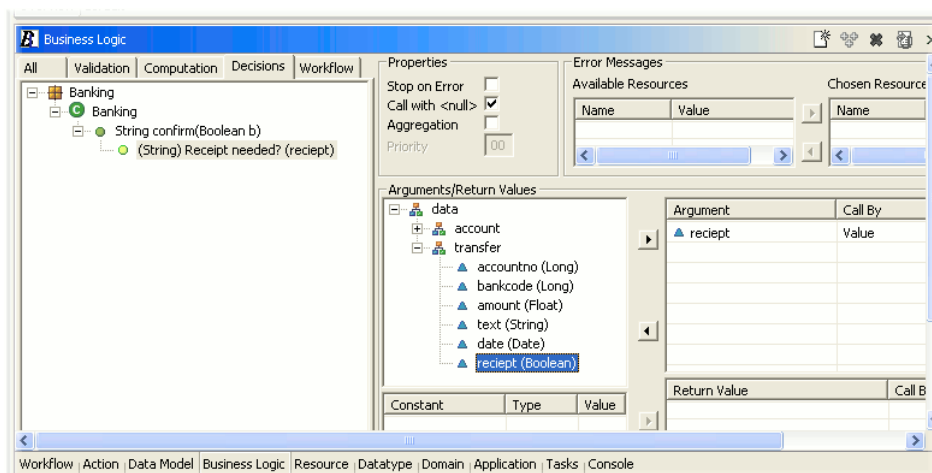 Business Logic
All Validation Computation Decisions Workflow
Banking
Banking
String confirm(Boolean b)
(String) Receipt needed? (reciept)
Properties
Stop on Error
Call with <null>
Aggregation
Priority 00
Error Messages
Available Resources
Name Value
Chosen Resource
Name
Arguments/Return Values
data
account
transfer
accountno (Long)
bankcode (Long)
amount (Float)
text (String)
date (Date)
reciept (Boolean)
Argument Call By
reciept Value
Constant Type Value
Return Value Call B
Workflow Action Data Model Business Logic Resource Datatype Domain Application Tasks Console